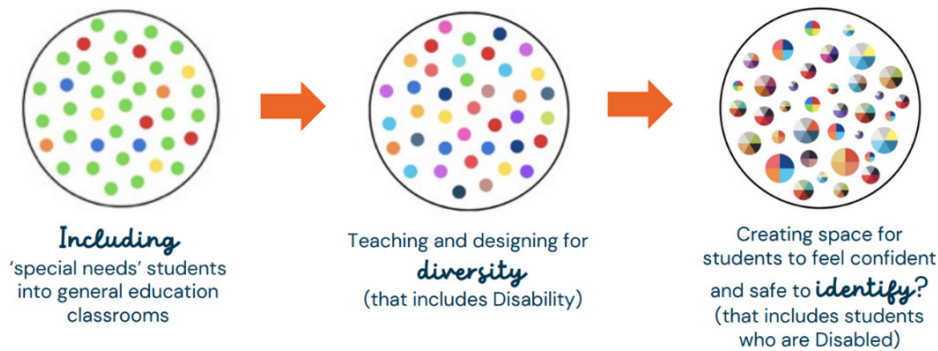 Including
‘special needs’ students
into general education
classrooms
Teaching and designing for
diversity
(that includes Disability)
Creating space for
students to feel confident
and safe to identify?
(that includes students
who are Disabled)